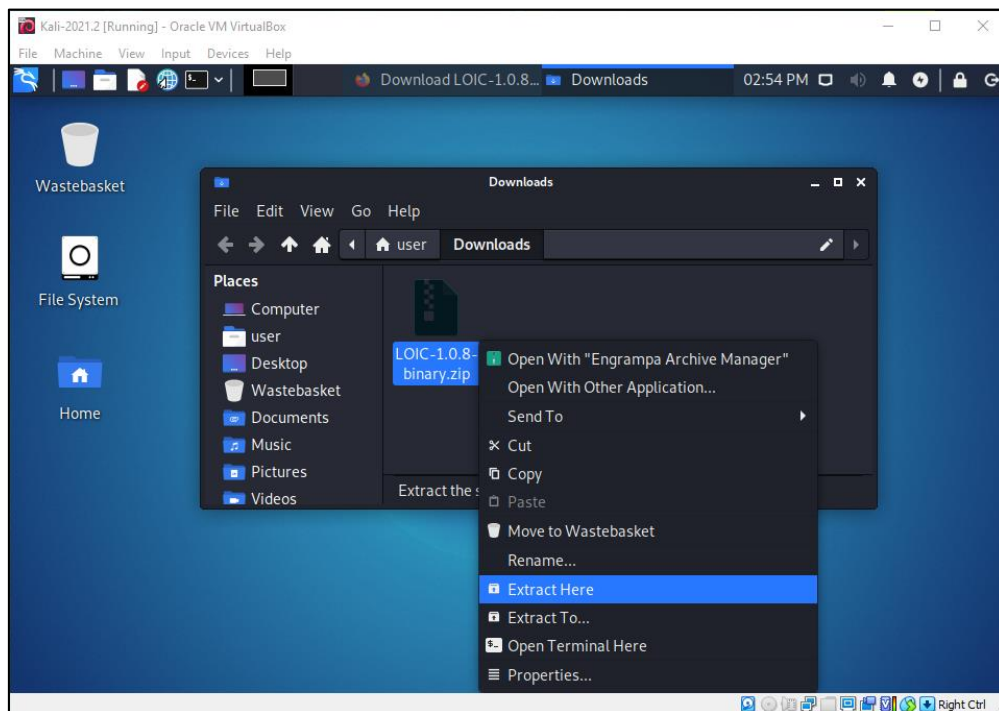 Kali-2021.2 [Running] - Oracle VM VirtualBox
File Machine View Input Devices Help
Download LOIC-1.0.8... Downloads 02:54 PM
Wastebasket
File System
Home
Downloads
File Edit View Go Help
user Downloads
Places
Computer
user
Desktop
Wastebasket
Documents
Music
Pictures
Videos
LOIC-1.0.8-
binary.zip
Extract the s
Open With "Engrampa Archive Manager"
Open With Other Application...
Send To
Cut
Copy
Paste
Move to Wastebasket
Rename...
Extract Here
Extract To...
Open Terminal Here
Properties...
Right Ctrl